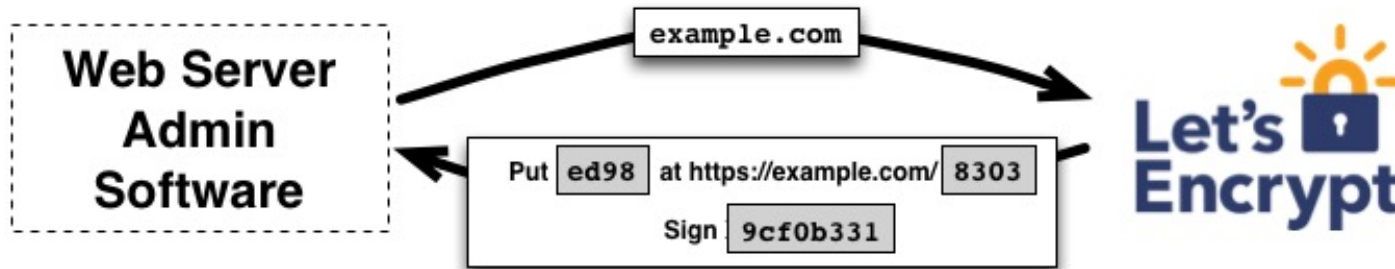 example.com
Web Server
Admin
Software
Put ed98 at https://example.com/ 8303
Sign 9cf0b331
Let's
Encrypt